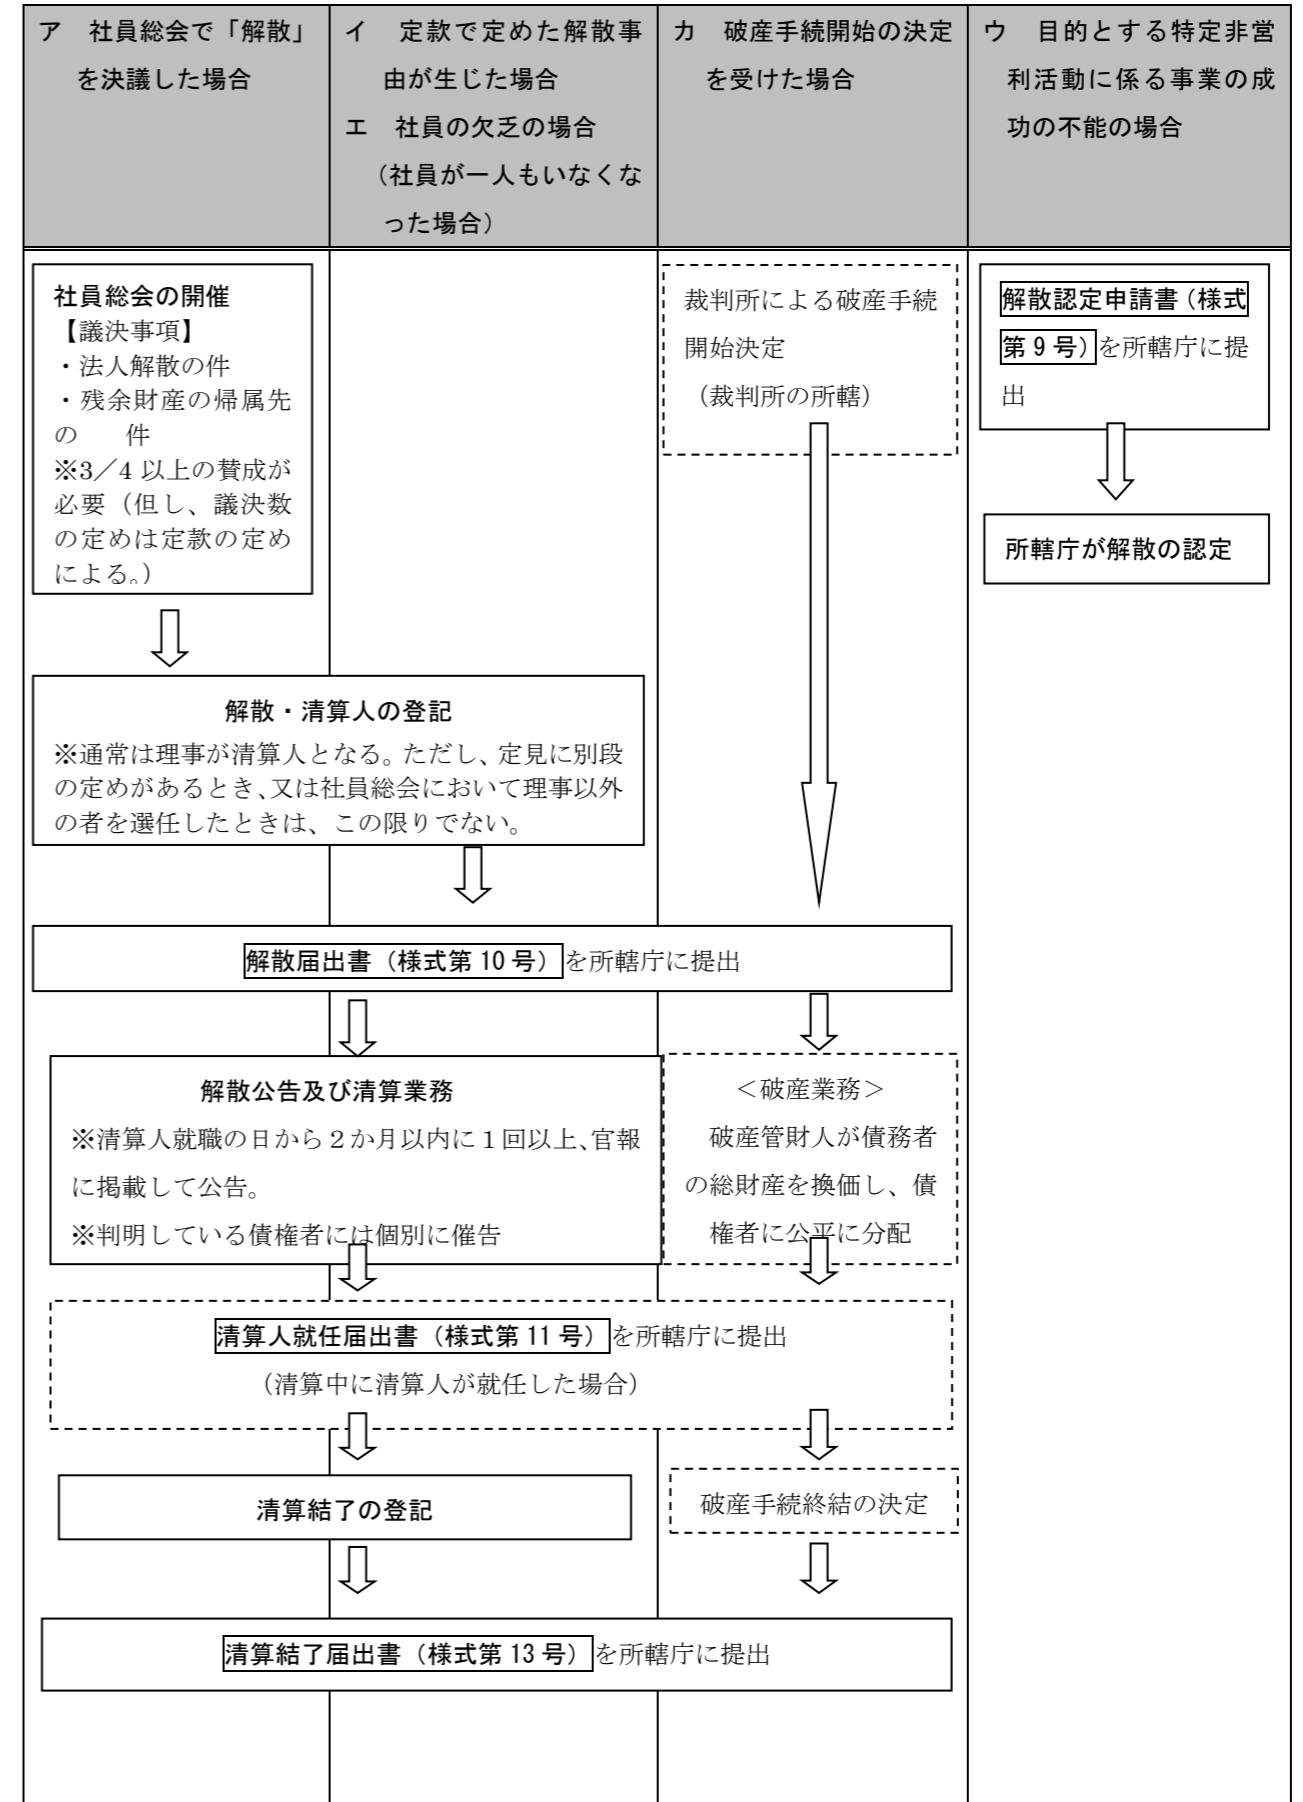 ア　社員総会で「解散」
を決議した場合
イ　定款で定めた解散事
由が生じた場合
エ　社員の欠乏の場合
（社員が一人もいなくな
った場合）
カ　破産手続開始の決定
を受けた場合
ウ　目的とする特定非営
利活動に係る事業の成
功の不能の場合
社員総会の開催
【議決事項】
・法人解散の件
・残余財産の帰属先
の　　件
※3／4 以上の賛成が
必要（但し、議決数
の定めは定款の定め
による。）
裁判所による破産手続
開始決定
（裁判所の所轄）
解散認定申請書（様式
第 9 号）を所轄庁に提
出
所轄庁が解散の認定
解散・清算人の登記
※通常は理事が清算人となる。ただし、定見に別段
の定めがあるとき、又は社員総会において理事以外
の者を選任したときは、この限りでない。
解散届出書（様式第 10 号）を所轄庁に提出
解散公告及び清算業務
※清算人就職の日から２か月以内に１回以上、官報
に掲載して公告。
※判明している債権者には個別に催告
＜破産業務＞
破産管財人が債務者
の総財産を換価し、債
権者に公平に分配
清算人就任届出書（様式第 11 号）を所轄庁に提出
（清算中に清算人が就任した場合）
清算結了の登記
破産手続終結の決定
清算結了届出書（様式第 13 号）を所轄庁に提出